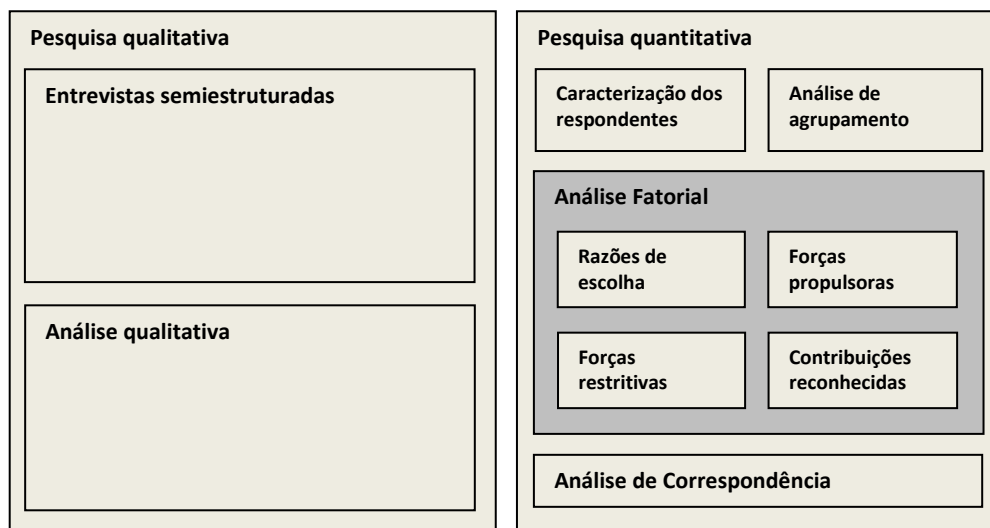 Pesquisa qualitativa
Entrevistas semiestruturadas
Análise qualitativa
Pesquisa quantitativa
Caracterização dos
respondentes
Análise de
agrupamento
Análise Fatorial
Razões de
escolha
Forças
propulsoras
Forças
restritivas
Contribuições
reconhecidas
Análise de Correspondência